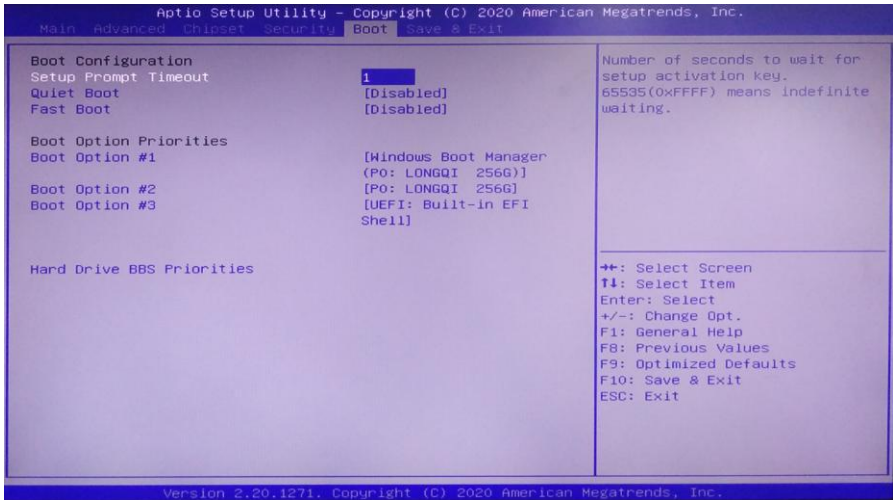 Aptio Setup Utility – Copyright (C) 2020 American Megatrends, Inc.
Main Advanced Chipset Security Boot Save & Exit
Boot Configuration
Setup Prompt Timeout 1
Quiet Boot [Disabled]
Fast Boot [Disabled]
Boot Option Priorities
Boot Option #1 [Windows Boot Manager
(P0: LONGQI 256G)]
Boot Option #2 [P0: LONGQI 256G]
Boot Option #3 [UEFI: Built-in EFI
Shell]
Hard Drive BBS Priorities
Number of seconds to wait for
setup activation key.
65535(0xFFFF) means indefinite
waiting.
→←: Select Screen
↑↓: Select Item
Enter: Select
+/-: Change Opt.
F1: General Help
F8: Previous Values
F9: Optimized Defaults
F10: Save & Exit
ESC: Exit
Version 2.20.1271. Copyright (C) 2020 American Megatrends, Inc.